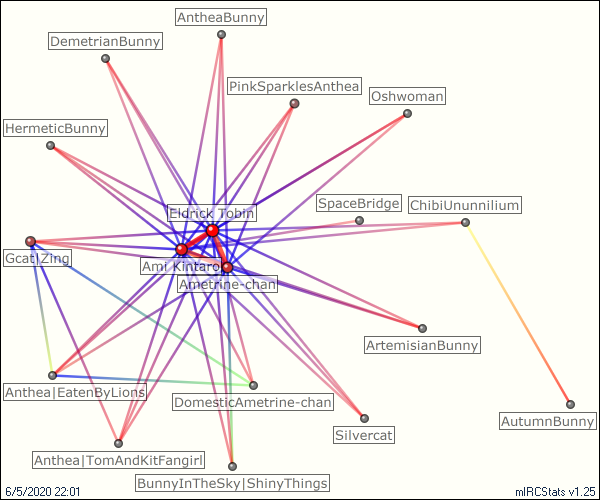 AntheaBunny
DemetrianBunny
PinkSparklesAnthea
Oshwoman
HermeticBunny
SpaceBridge
ChibiUnunnilium
Eldrick Tobin
Gcat|Zing
Ami Kintaro
Ametrine-chan
ArtemisianBunny
Anthea|EatenByLions
DomesticAmetrine-chan
AutumnBunny
Silvercat
Anthea|TomAndKitFangirl
BunnyInTheSky|ShinyThings
6/5/2020 22:01
mIRCStats v1.25